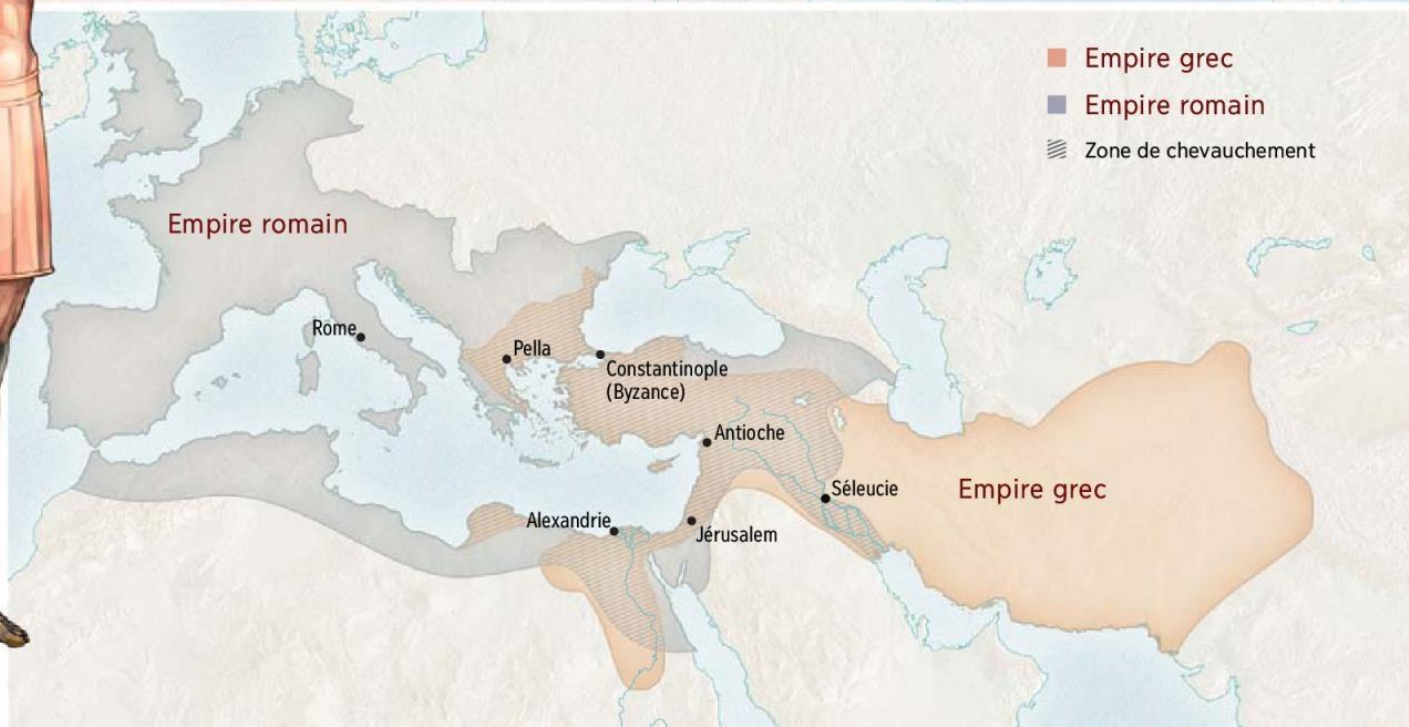 Empire grec
Empire romain
Zone de chevauchement
Empire romain
Rome
Pella
Constantinople
(Byzance)
Antioche
Séleucie
Empire grec
Alexandrie
Jérusalem